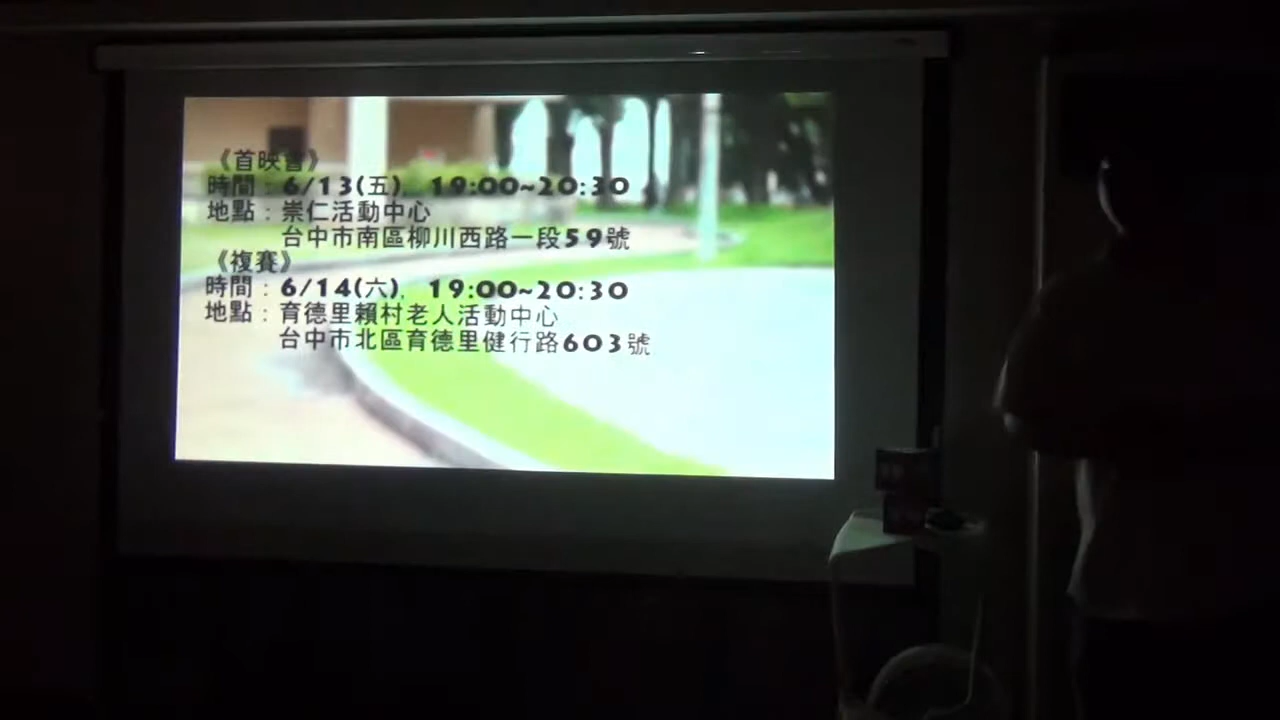 《首映會》
時間：6/13(五), 19:00~20:30
地點：崇仁活動中心
台中市南區柳川西路一段59號
《複賽》
時間：6/14(六), 19:00~20:30
地點：育德里賴村老人活動中心
台中市北區育德里健行路603號